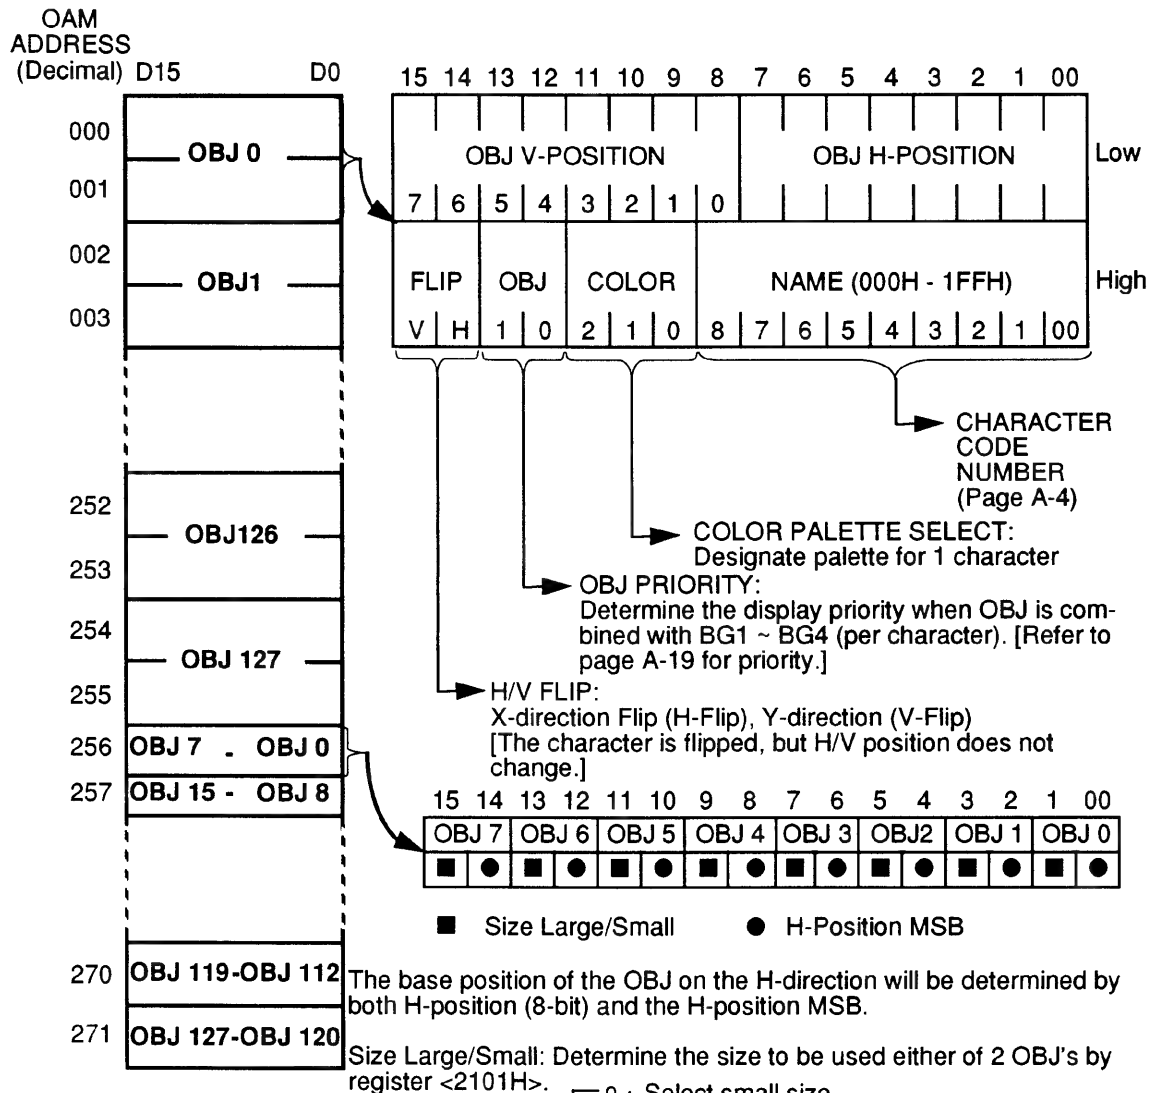 OAM
ADDRESS
(Decimal) D15 D0
15 14 13 12 11 10 9 8 7 6 5 4 3 2 1 00
000
OBJ 0
001
OBJ V-POSITION OBJ H-POSITION Low
7 6 5 4 3 2 1 0
002
OBJ1
003
FLIP OBJ COLOR NAME (000H - 1FFH) High
V H 1 0 2 1 0 8 7 6 5 4 3 2 1 00
CHARACTER
CODE
NUMBER
(Page A-4)
252
OBJ126
253
COLOR PALETTE SELECT:
Designate palette for 1 character
OBJ PRIORITY:
Determine the display priority when OBJ is com-
bined with BG1 ~ BG4 (per character). [Refer to
page A-19 for priority.]
254
OBJ 127
255
H/V FLIP:
X-direction Flip (H-Flip), Y-direction (V-Flip)
[The character is flipped, but H/V position does not
change.]
256 OBJ 7 - OBJ 0
257 OBJ 15 - OBJ 8
15 14 13 12 11 10 9 8 7 6 5 4 3 2 1 00
OBJ 7 OBJ 6 OBJ 5 OBJ 4 OBJ 3 OBJ2 OBJ 1 OBJ 0
■ Size Large/Small ● H-Position MSB
270 OBJ 119-OBJ 112
271 OBJ 127-OBJ 120
The base position of the OBJ on the H-direction will be determined by
both H-position (8-bit) and the H-position MSB.
Size Large/Small: Determine the size to be used either of 2 OBJ's by
register <2101H>.
0 : Select small size